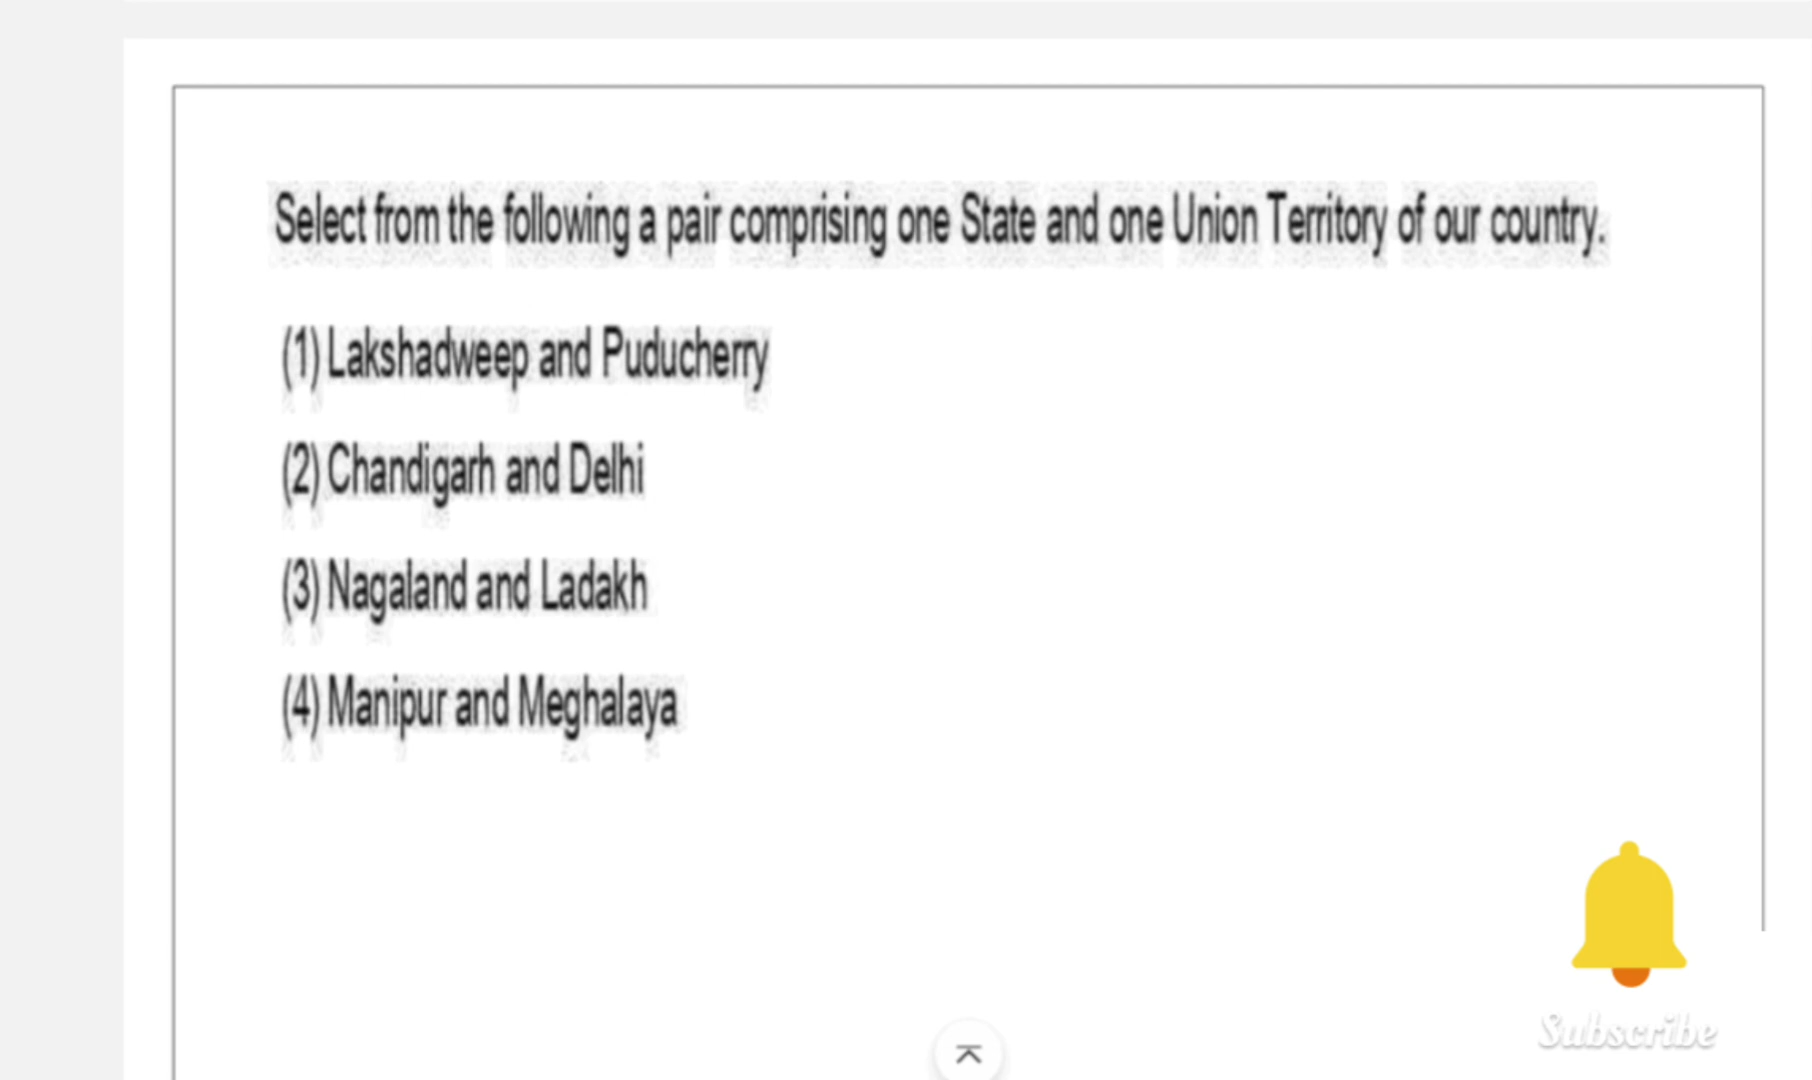 Select from the following a pair comprising one State and one Union Territory of our country.
(1) Lakshadweep and Puducherry
(2) Chandigarh and Delhi
(3) Nagaland and Ladakh
(4) Manipur and Meghalaya
Subscribe